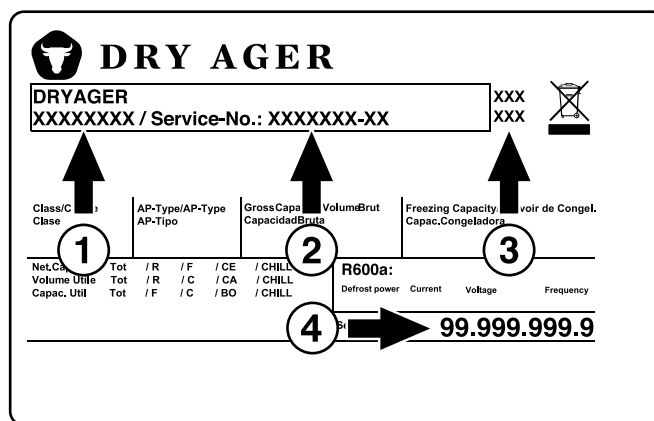 DRY AGER
DRYAGER
XXXXXXXX / Service-No.: XXXXXXX-XX
XXX
XXX
Class/C
Clase
AP-Type/AP-Type
AP-Tipo
GrossCapa VolumeBrut
CapacidadBruta
Freezing Capacity/ voir de Congel.
Capac.Congeladora
1
2
3
Net.Ca Tot / R / F / CE / CHILL
Volume Utile Tot / R / C / CA / CHILL
Capac. Util Tot / F / C / BO / CHILL
R600a:
Defrost power Current Voltage Frequency
4
99.999.999.9